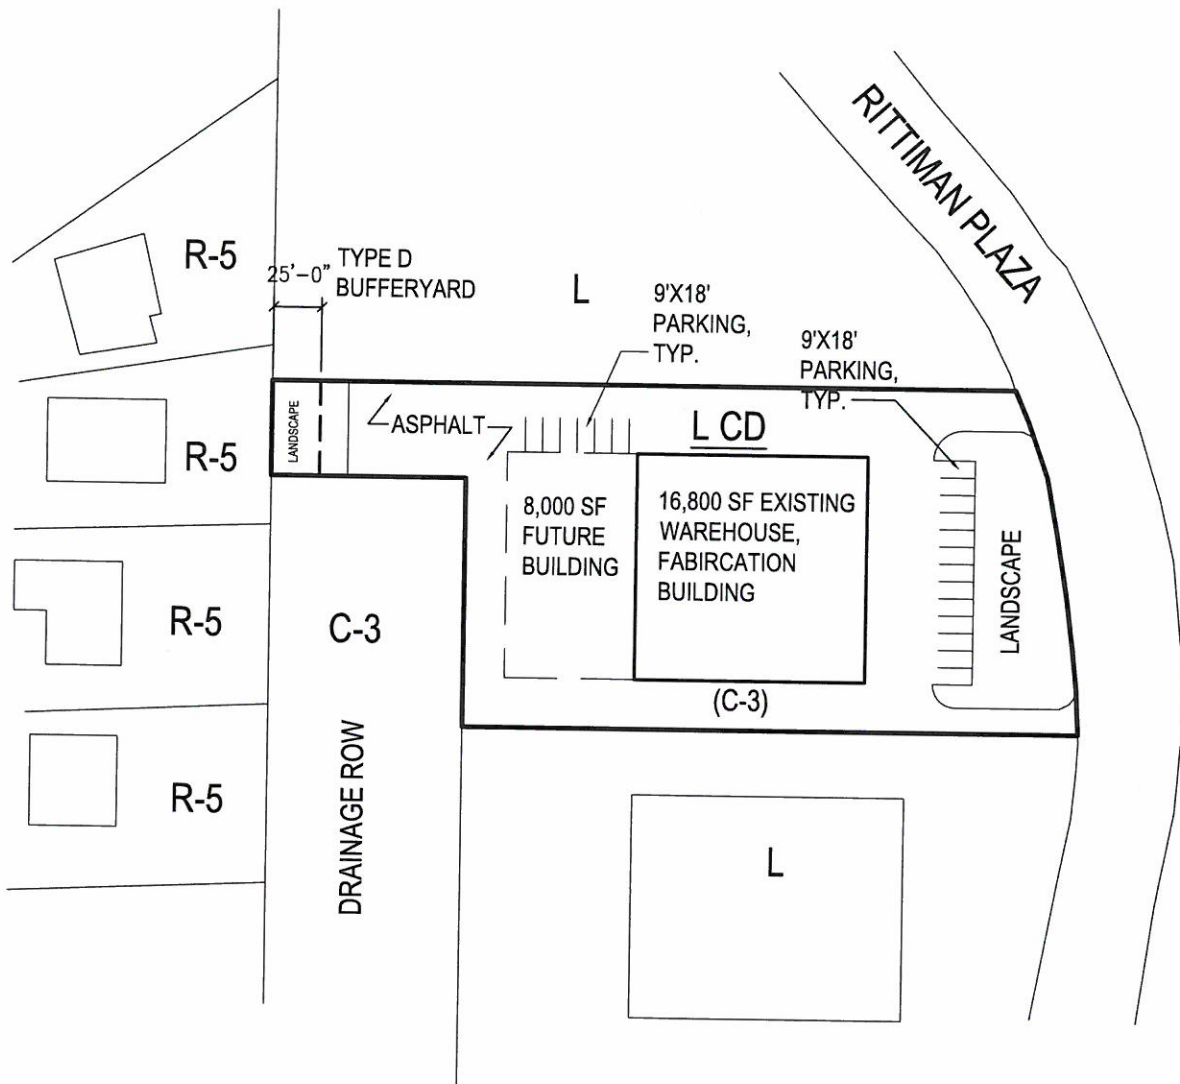 RITTIMAN PLAZA
R-5
25'-0"
TYPE D
BUFFERYARD
L
9'X18'
PARKING,
TYP.
9'X18'
PARKING,
TYP.
LANDSCAPE
ASPHALT
L CD
R-5
8,000 SF
FUTURE
BUILDING
16,800 SF EXISTING
WAREHOUSE,
FABIRCATION
BUILDING
LANDSCAPE
R-5
C-3
(C-3)
R-5
DRAINAGE ROW
L